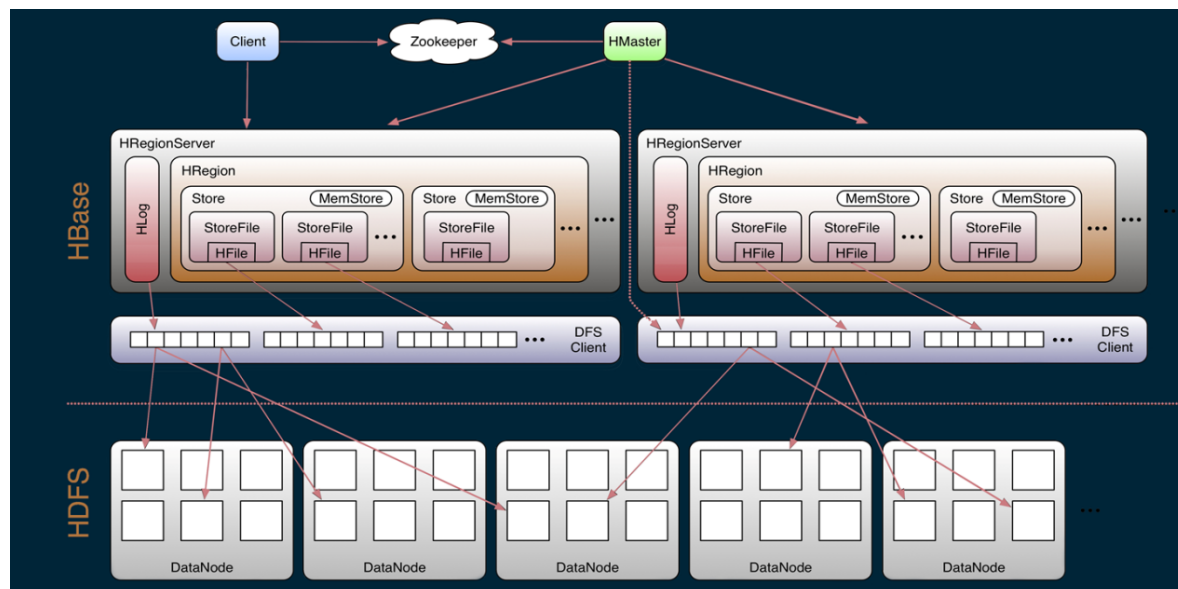 Client
Zookeeper
HMaster
HBase
HRegionServer
HLog
HRegion
Store
MemStore
StoreFile
HFile
StoreFile
HFile
...
Store
MemStore
StoreFile
HFile
...
...
HRegionServer
HLog
HRegion
Store
MemStore
StoreFile
HFile
StoreFile
HFile
...
Store
MemStore
StoreFile
HFile
...
...
...
...
DFS
Client
...
DFS
Client
HDFS
DataNode
DataNode
DataNode
DataNode
DataNode
...